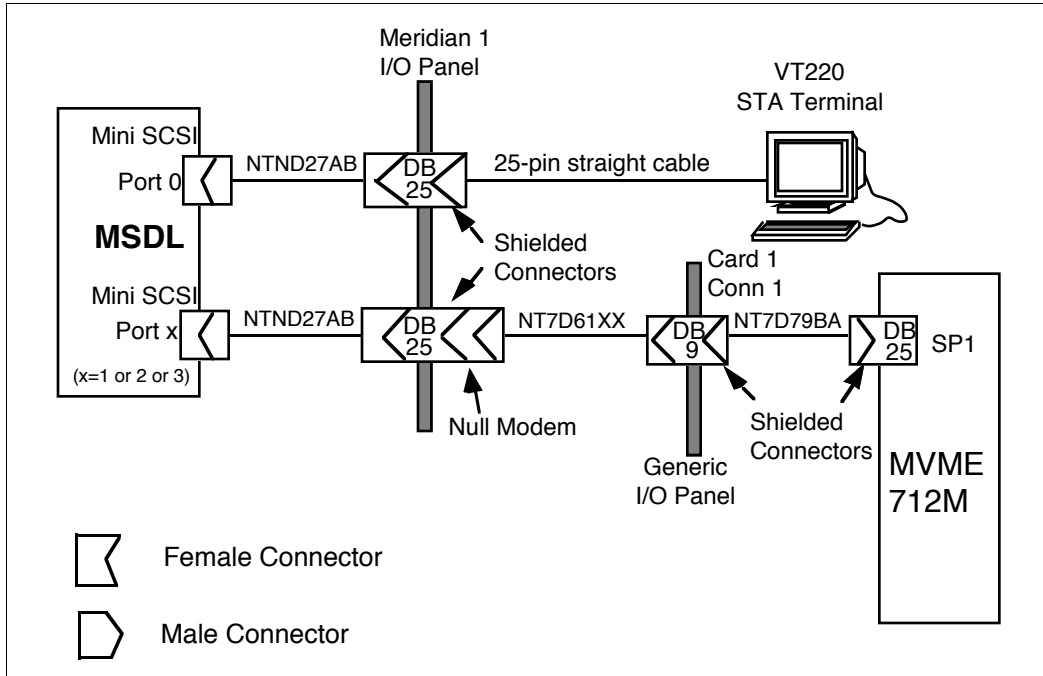 Meridian 1
I/O Panel
VT220
STA Terminal
Mini SCSI
Port 0
NTND27AB
DB
25
25-pin straight cable
MSDL
Shielded
Connectors
Card 1
Conn 1
Mini SCSI
Port x
(x=1 or 2 or 3)
NTND27AB
DB
25
NT7D61XX
DB
9
NT7D79BA
DB
25
SP1
Null Modem
Shielded
Connectors
Generic
I/O Panel
MVME
712M
Female Connector
Male Connector